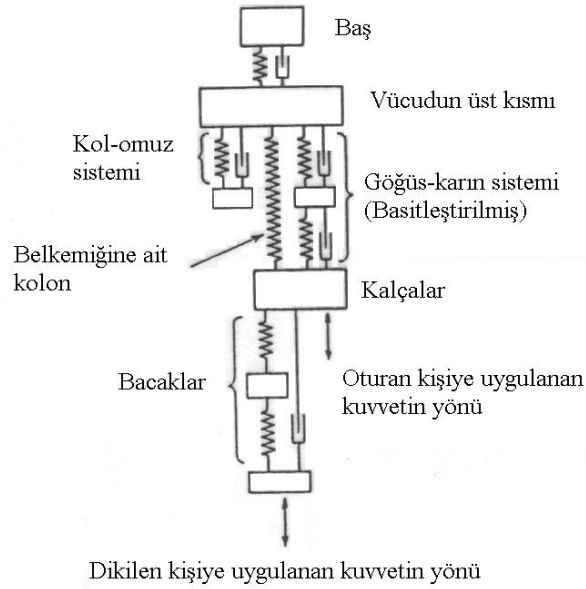 Baş
Vücudun üst kısmı
Kol-omuz
sistemi
Göğüs-karın sistemi
(Basitleştirilmiş)
Belkemiğine ait
kolon
Kalçalar
Bacaklar
Oturan kişiye uygulanan
kuvvetin yönü
Dikilen kişiye uygulanan kuvvetin yönü